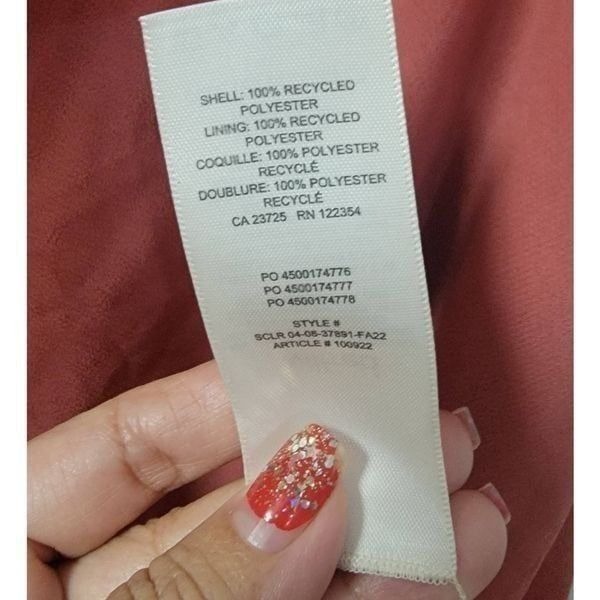 SHELL: 100% RECYCLED
POLYESTER
LINING: 100% RECYCLED
POLYESTER
COQUILLE: 100% POLYESTER
RECYCLÉ
DOUBLURE: 100% POLYESTER
RECYCLÉ
CA 23725 RN 122354
PO 4500174776
PO 4500174777
PO 4500174778
STYLE #
SCLR 04-08-37891-FA22
ARTICLE # 100922